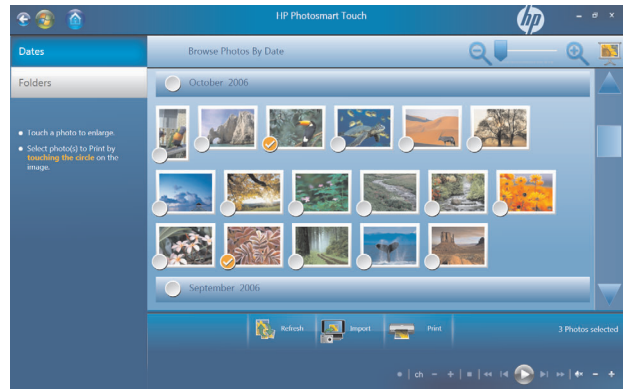 HP Photosmart Touch
hp
Dates
Browse Photos By Date
Folders
October 2006
Touch a photo to enlarge.
Select photo(s) to Print by
touching the circle on the
image.
September 2006
Refresh
Import
Print
3 Photos selected
ch